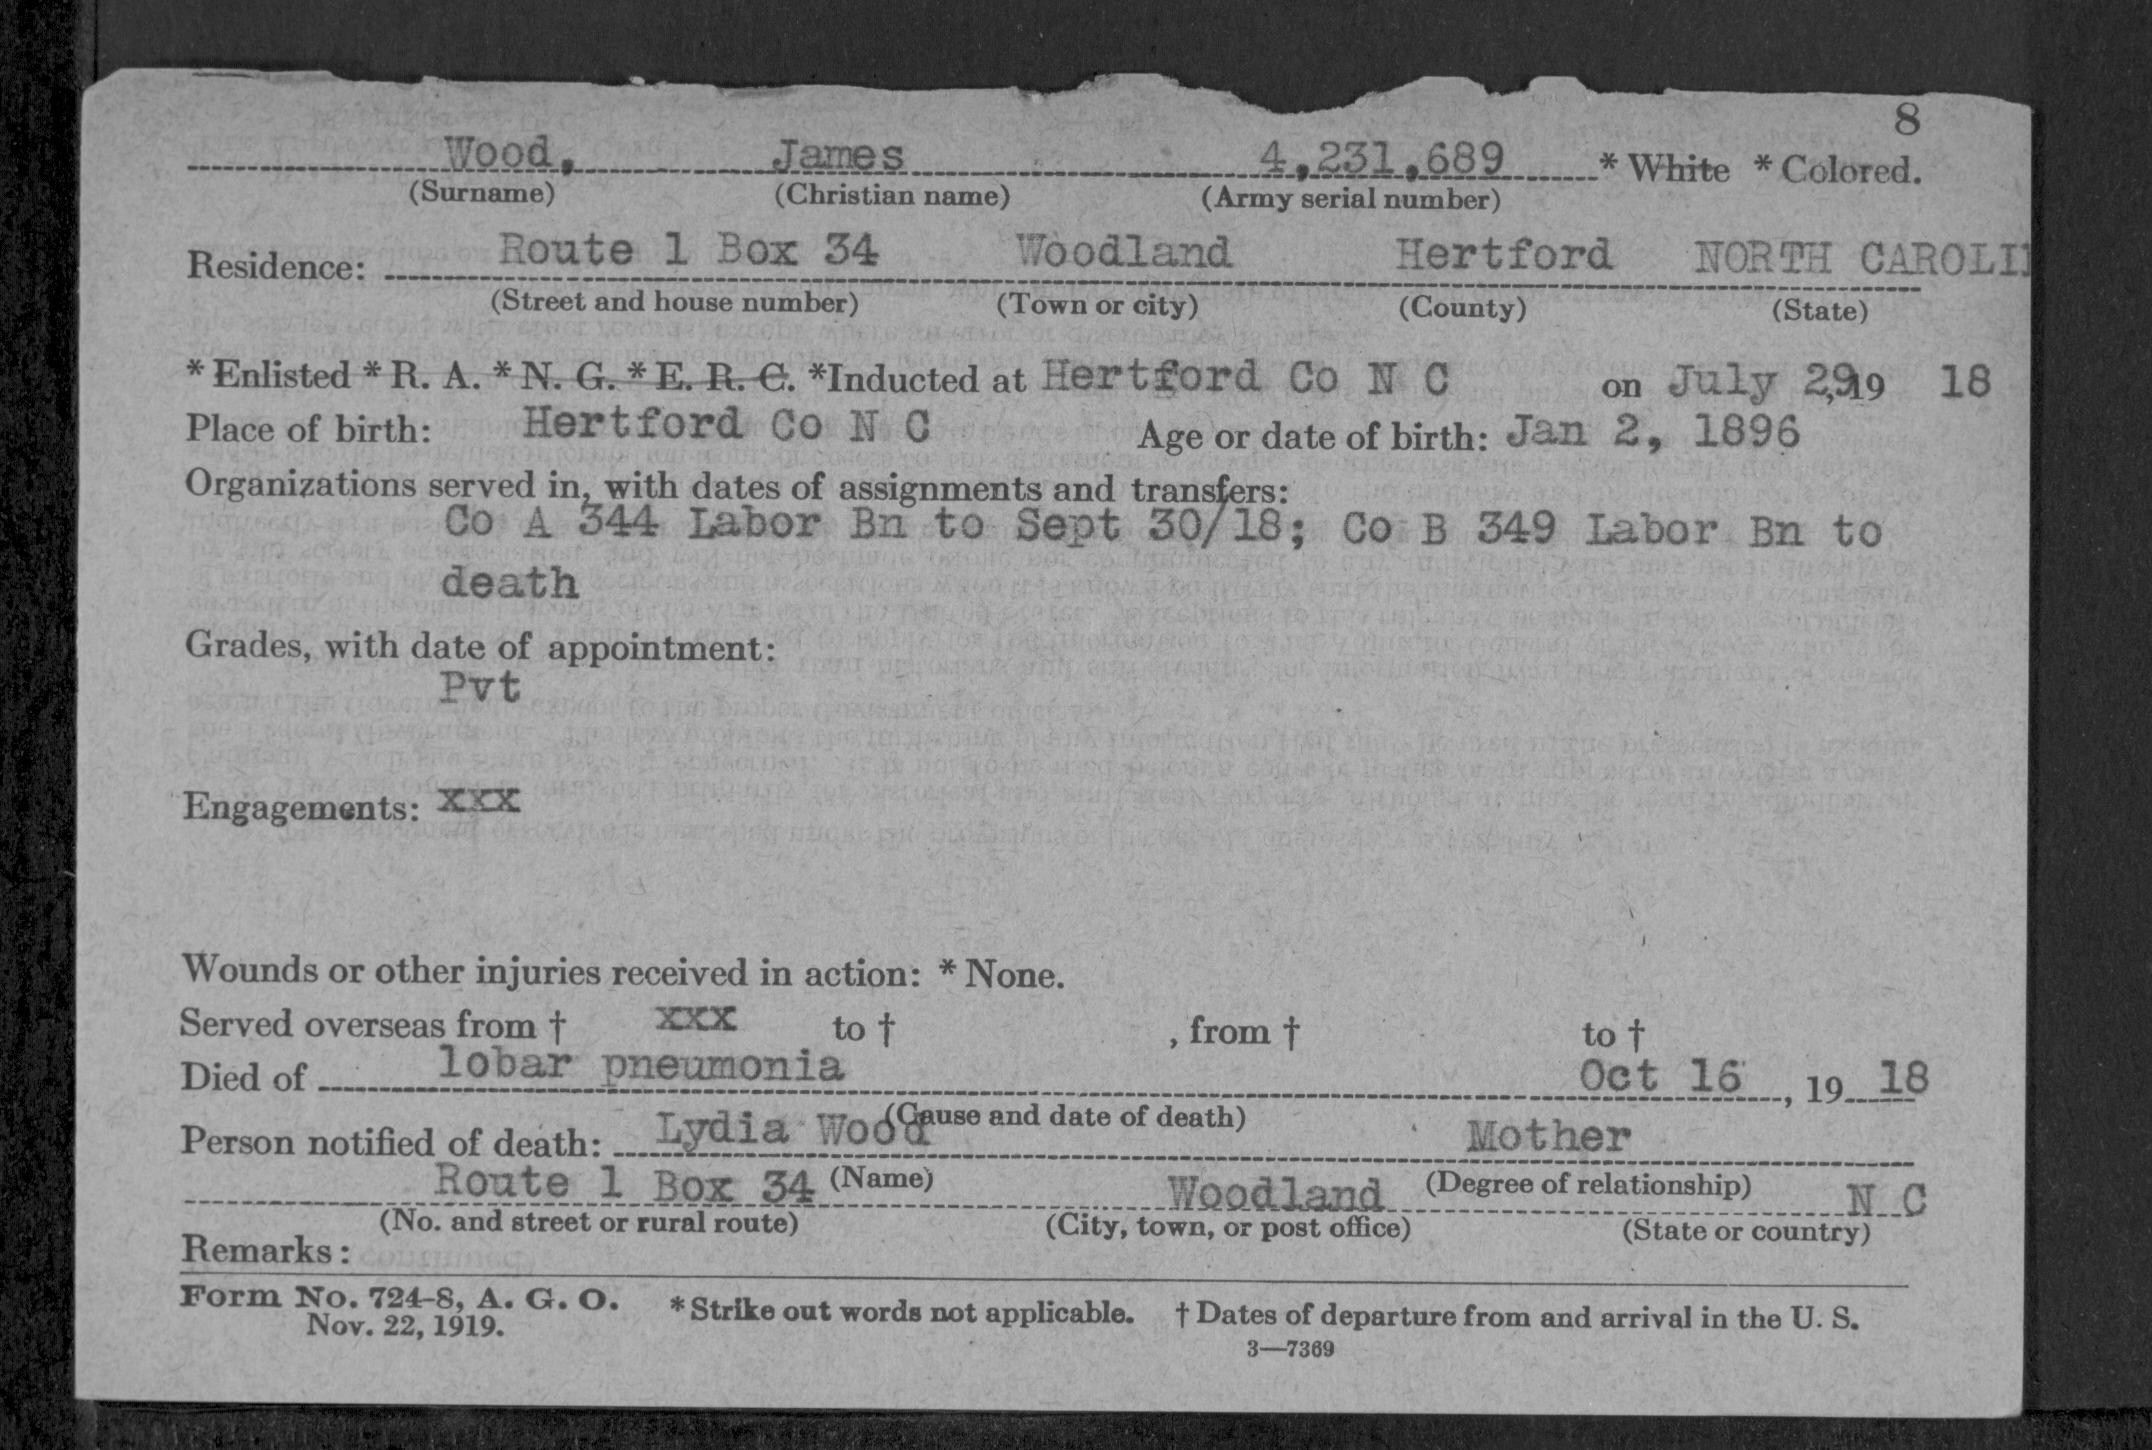 8
Wood, James 4,231,689 * White * Colored.
(Surname) (Christian name) (Army serial number)
Residence: Route 1 Box 34 Woodland Hertford NORTH CAROLI
(Street and house number) (Town or city) (County) (State)
* Enlisted * R. A. * N. G. * E. R. C. *Inducted at Hertford Co N C on July 29, 19 18
Place of birth: Hertford Co N C Age or date of birth: Jan 2, 1896
Organizations served in, with dates of assignments and transfers:
Co A 344 Labor Bn to Sept 30/18; Co B 349 Labor Bn to
death
Grades, with date of appointment:
Pvt
Engagements: xxx
Wounds or other injuries received in action: * None.
Served overseas from † xxx to † , from † to †
Died of lobar pneumonia Oct 16 , 19 18
(Cause and date of death)
Person notified of death: Lydia Wood Mother
(Name) (Degree of relationship)
Route 1 Box 34 Woodland N C
(No. and street or rural route) (City, town, or post office) (State or country)
Remarks:
Form No. 724-8, A. G. O. * Strike out words not applicable. † Dates of departure from and arrival in the U. S.
Nov. 22, 1919.
3—7369